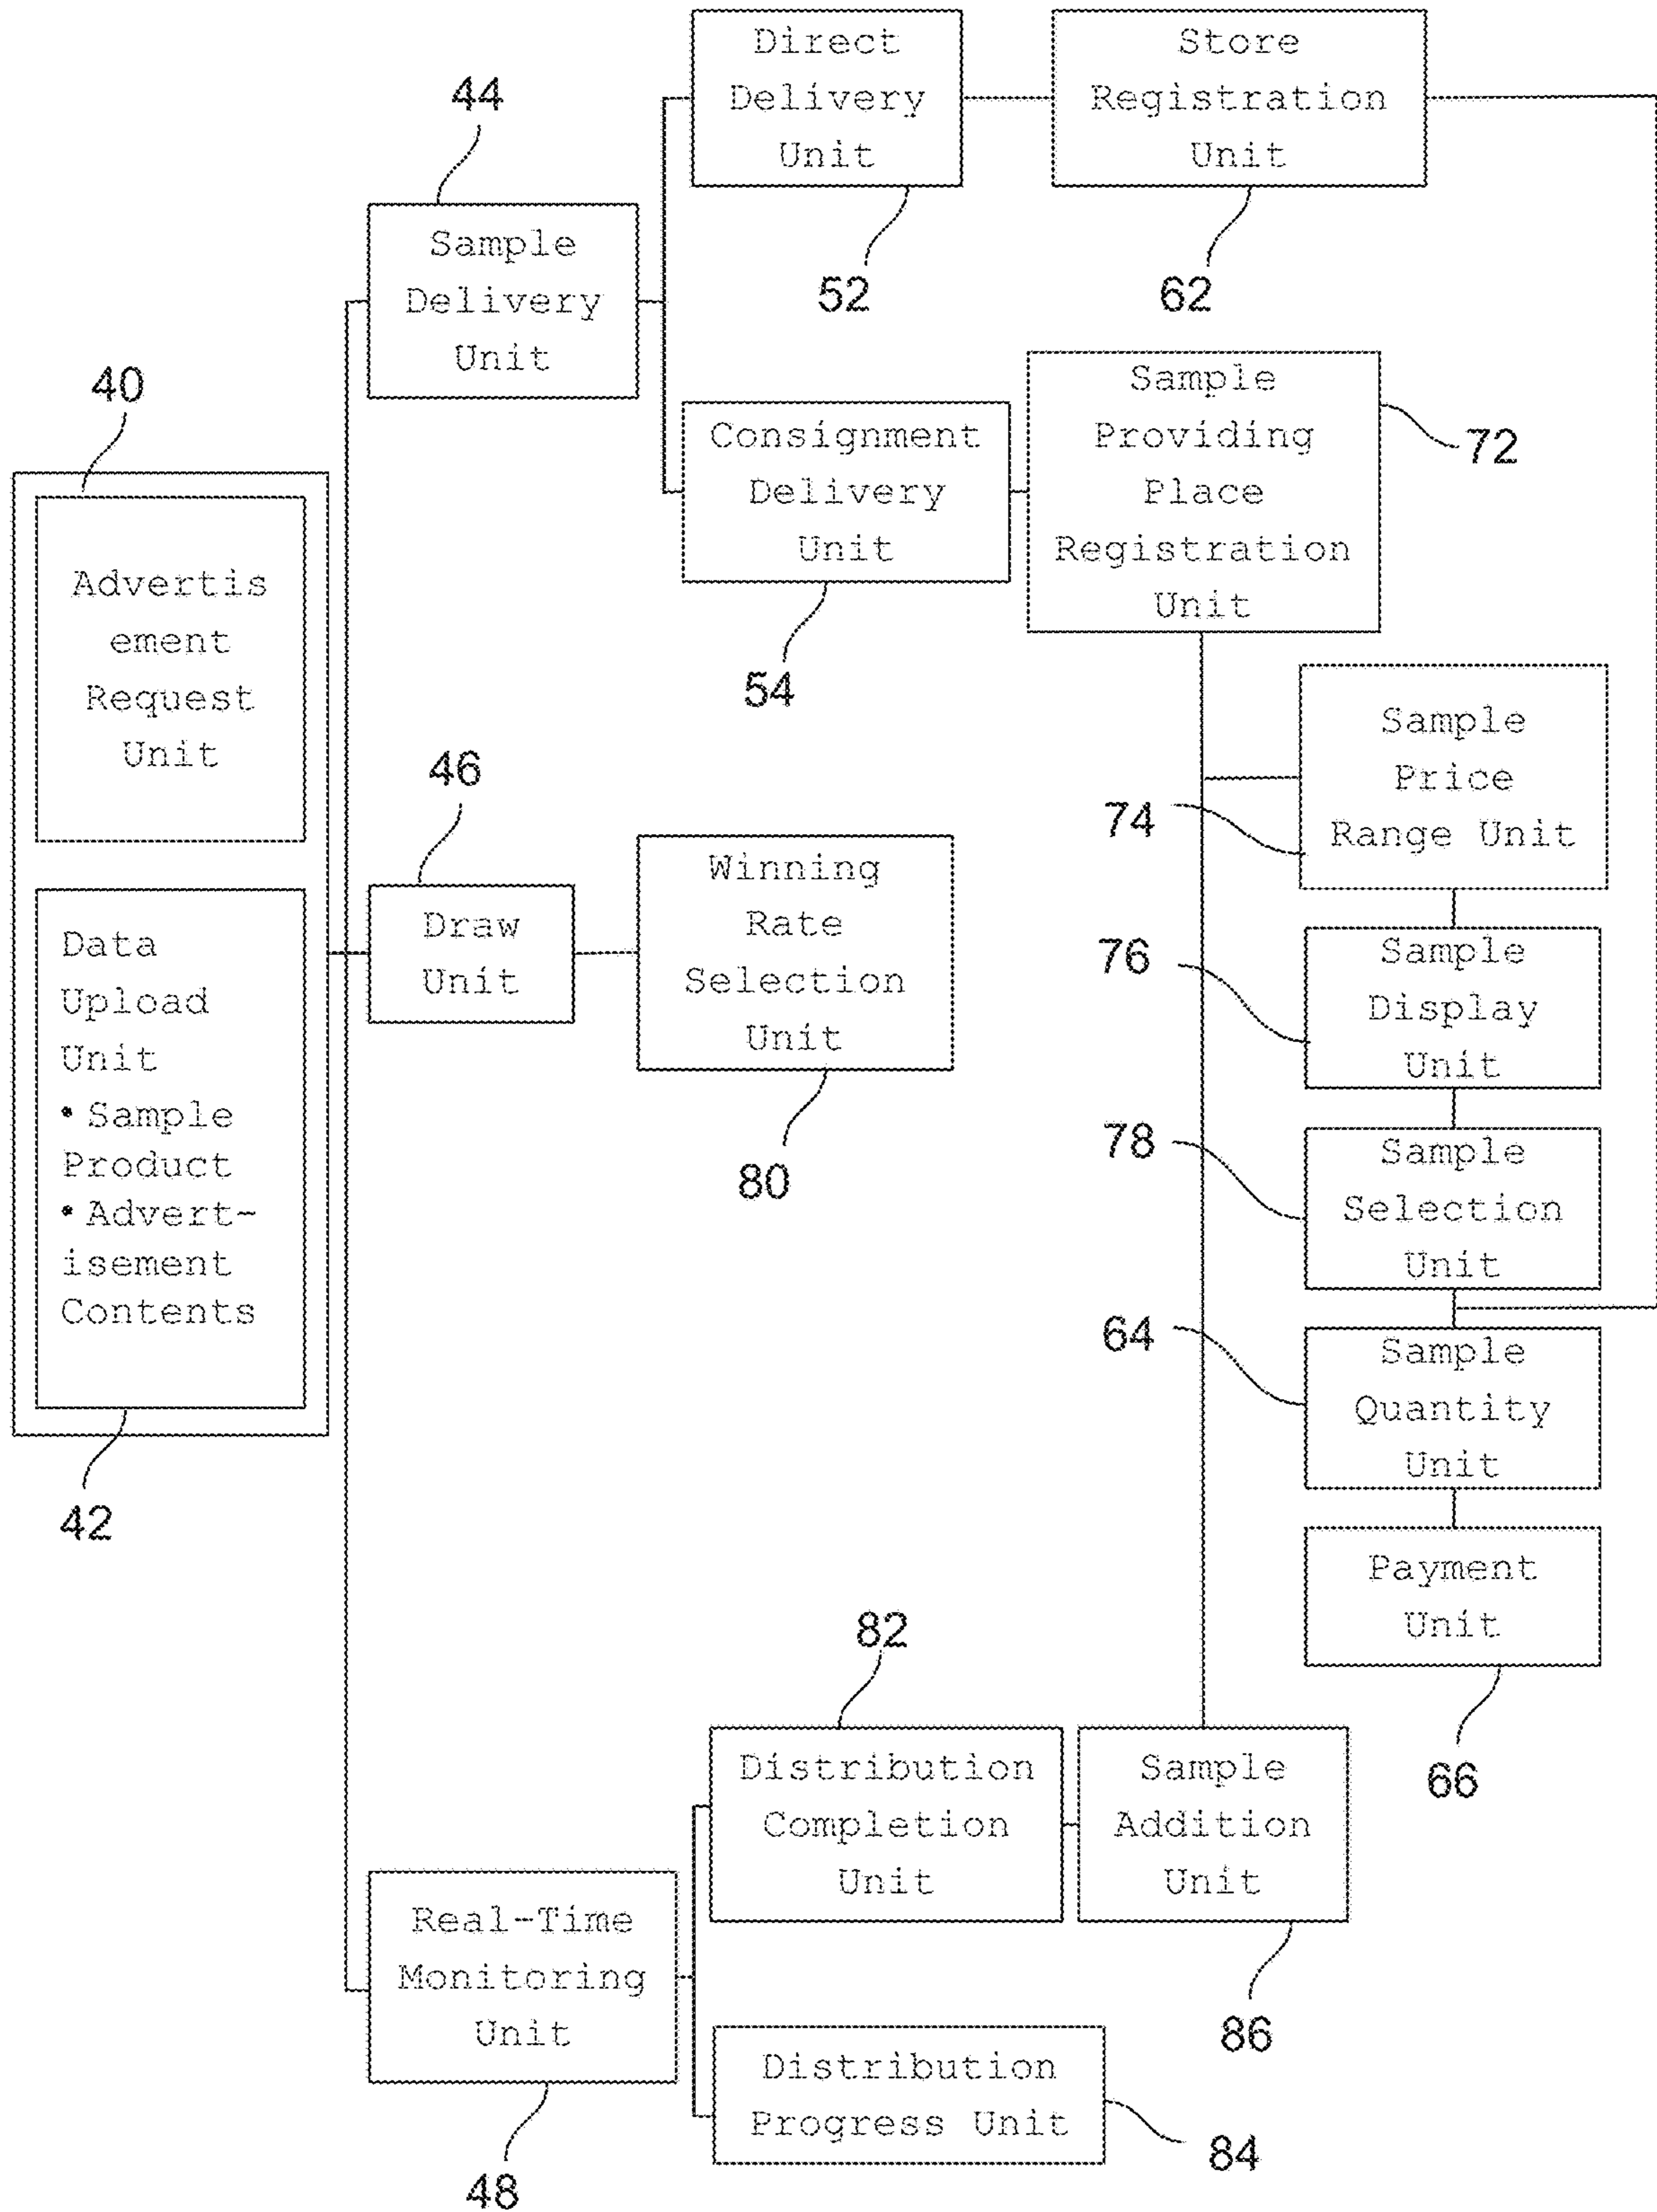 Direct
Delivery
Unit
52
Store
Registration
Unit
62
44
Sample
Delivery
Unit
Consignment
Delivery
Unit
54
Sample
Providing
Place
Registration
Unit
72
40
Advertis
ement
Request
Unit
Data
Upload
Unit
• Sample
Product
• Advert-
isement
Contents
42
46
Draw
Unit
Winning
Rate
Selection
Unit
80
Sample
Price
Range Unit
74
Sample
Display
Unit
76
Sample
Selection
Unit
78
Sample
Quantity
Unit
64
Payment
Unit
66
82
Distribution
Completion
Unit
Sample
Addition
Unit
86
Real-Time
Monitoring
Unit
48
Distribution
Progress Unit
84